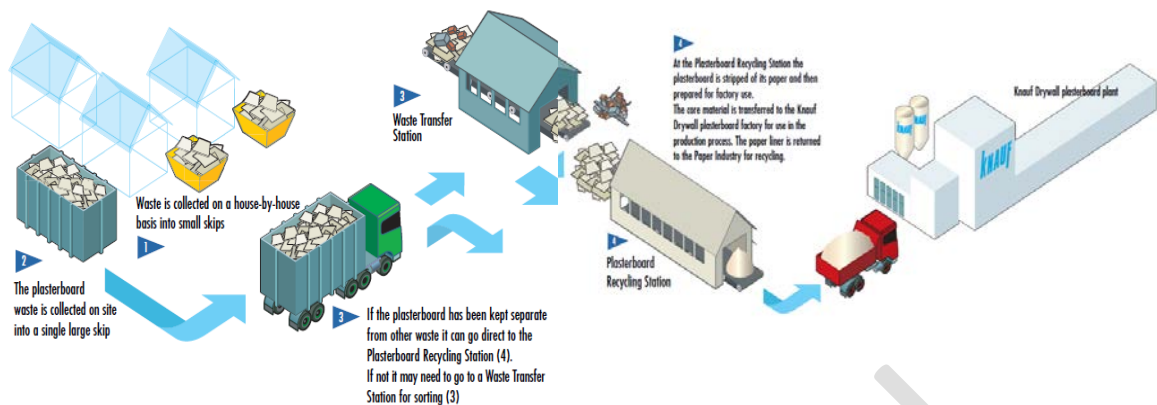 1
Waste is collected on a house-by-house
basis into small skips
2
The plasterboard
waste is collected on site
into a single large skip
3
If the plasterboard has been kept separate
from other waste it can go direct to the
Plasterboard Recycling Station (4).
If not it may need to go to a Waste Transfer
Station for sorting (3)
3
Waste Transfer
Station
4
At the Plasterboard Recycling Station the
plasterboard is stripped of its paper and then
prepared for factory use.
The core material is transferred to the Knauf
Drywall plasterboard factory for use in the
production process. The paper liner is returned
to the Paper Industry for recycling.
4
Plasterboard
Recycling Station
Knauf Drywall plasterboard plant
KNAUF